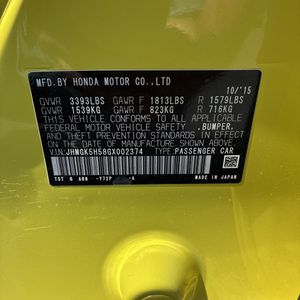 MFD.BY HONDA MOTOR CO.,LTD 10/'15
GVWR 3393LBS GAWR F 1813LBS R 1579LBS
GVWR 1539KG GAWR F 823KG R 716KG
THIS VEHICLE CONFORMS TO ALL APPLICABLE
FEDERAL MOTOR VEHICLE SAFETY ,BUMPER,
AND THEFT PREVENTION STANDARDS IN EFFECT
ON THE DATE OF MANUFACTURE SHOWN ABOVE.
V.I.N:JHMGK5H58GX002374 TYPE:PASSENGER CAR
MADE IN JAPAN